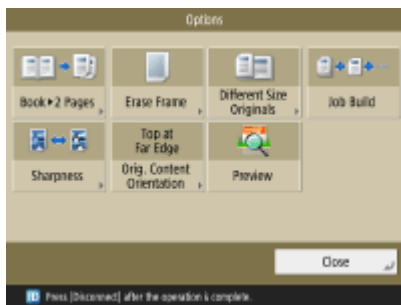 Options
Book▶2 Pages
Erase Frame
Different Size
Originals
Job Build
Sharpness
Top at
Far Edge
Orig. Content
Orientation
Preview
Close
ID Press [Disconnect] after the operation is complete.